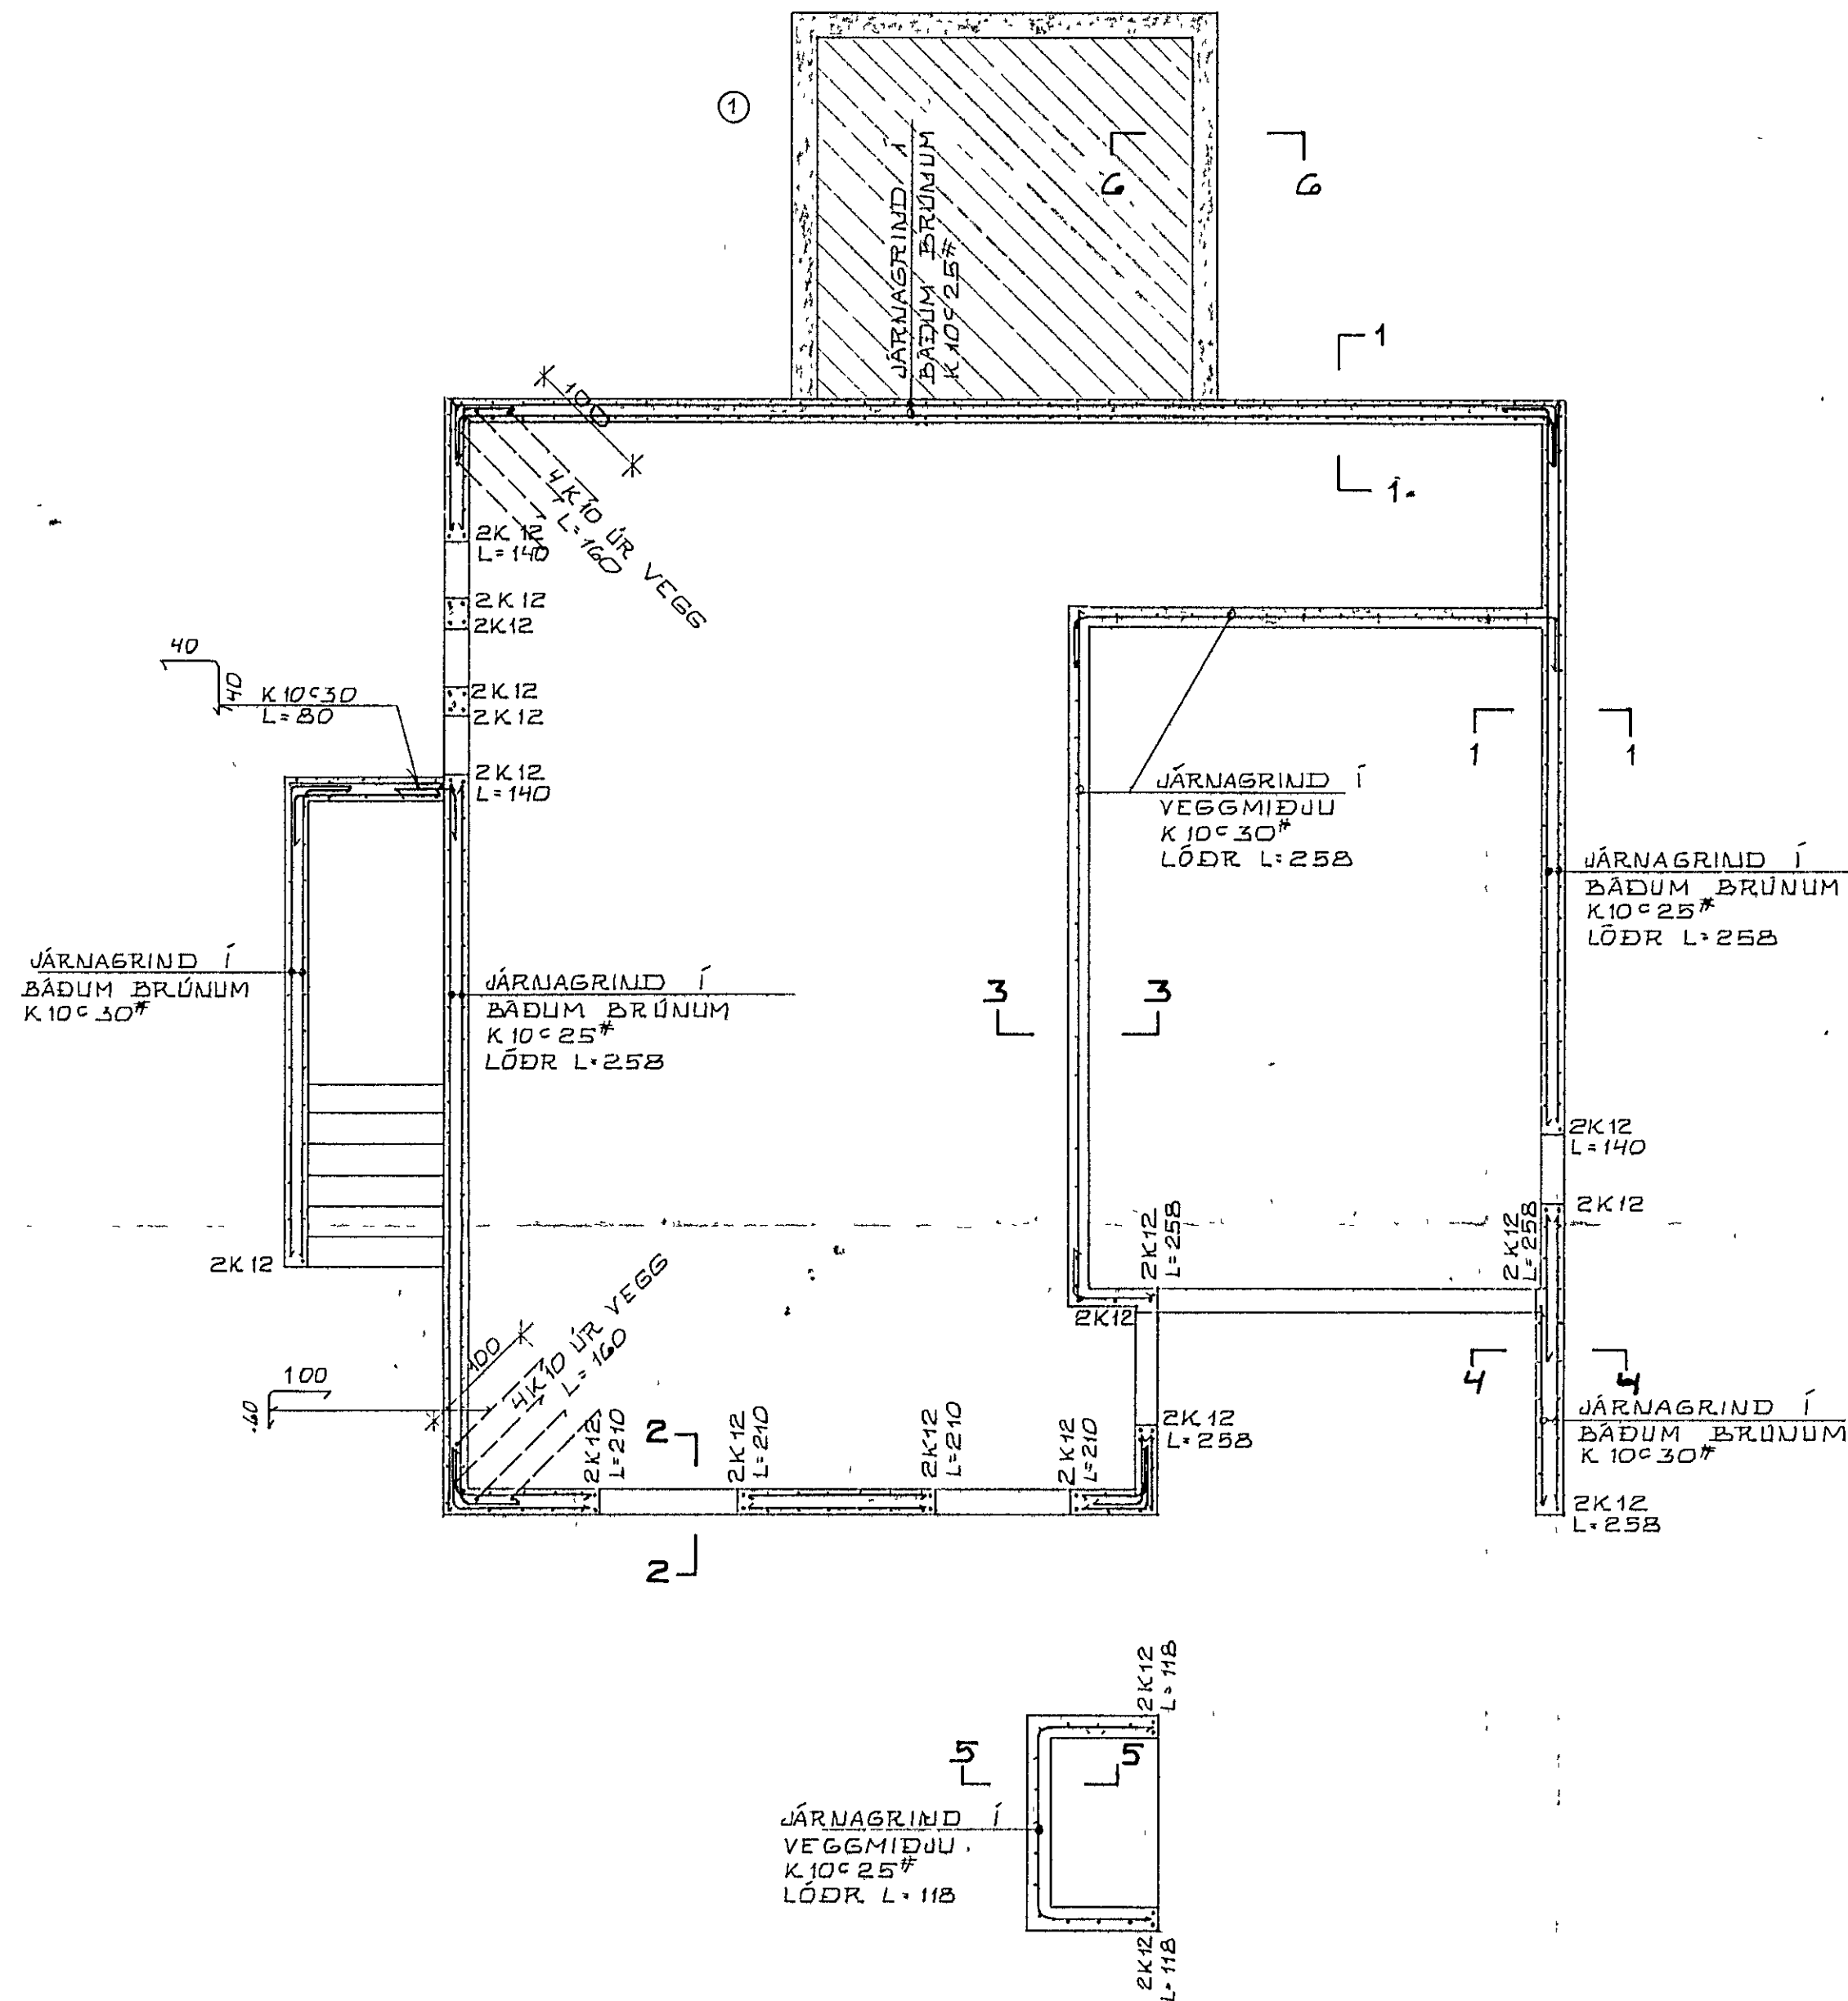 1
JÁRNAGRIND Í
BÁÐUM BRÚNUM
K10c25#
6
6
1
1
100
4K10 ÚR VEGG
L=160
2K12
L=140
2K12
2K12
2K12
2K12
2K12
L=140
40
40
K10c30
L=80
1
1
JÁRNAGRIND Í
VEGGMIÐJU
K10c30#
LÓÐR L=258
JÁRNAGRIND Í
BÁÐUM BRÚNUM
K10c25#
LÓÐR L=258
JÁRNAGRIND Í
BÁÐUM BRÚNUM
K10c30#
JÁRNAGRIND Í
BÁÐUM BRÚNUM
K10c25#
LÓÐR L=258
3
3
2K12
L=140
2K12
2K12
L=258
2K12
L=258
2K12
2K12
100
4K10 ÚR VEGG
L=160
100
60
4
4
JÁRNAGRIND Í
BÁÐUM BRÚNUM
K10c30#
2K12
L=258
2K12
L=210
2
2K12
L=210
2K12
L=210
2K12
L=210
2K12
L=258
2
2K12
L=118
5
5
JÁRNAGRIND Í
VEGGMIÐJU
K10c25#
LÓÐR L=118
2K12
L=118